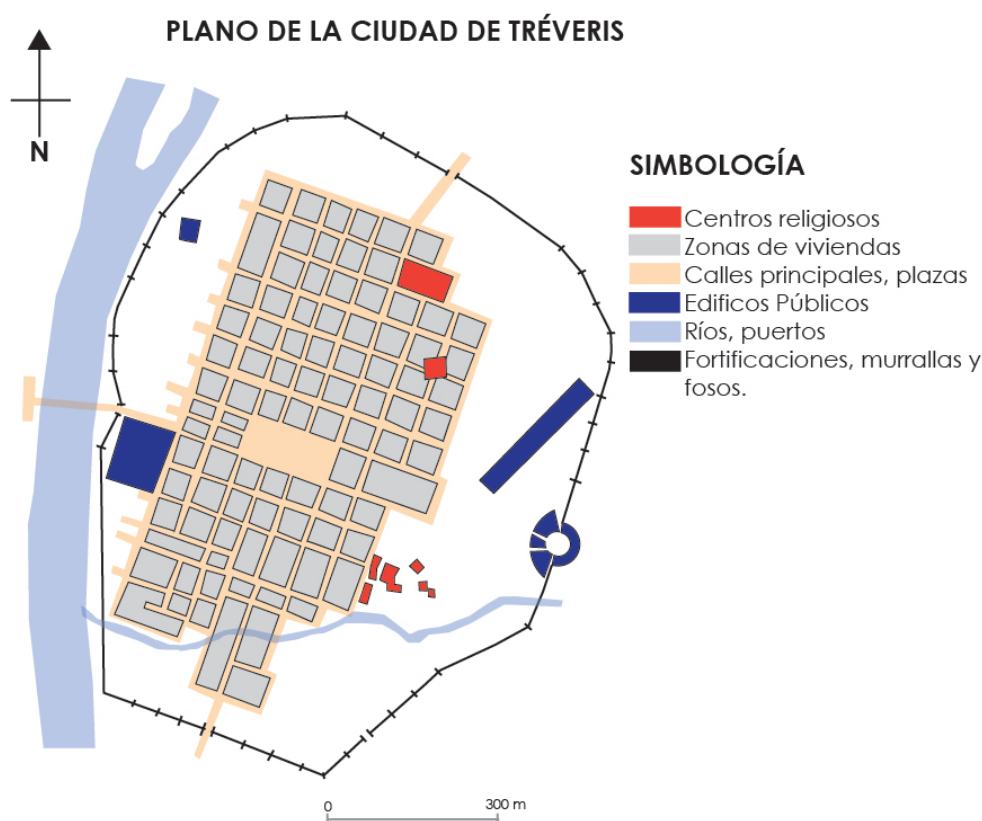 PLANO DE LA CIUDAD DE TRÉVERIS
N
SIMBOLOGÍA
Centros religiosos
Zonas de viviendas
Calles principales, plazas
Edificos Públicos
Ríos, puertos
Fortificaciones, murrallas y
fosos.
0 300 m